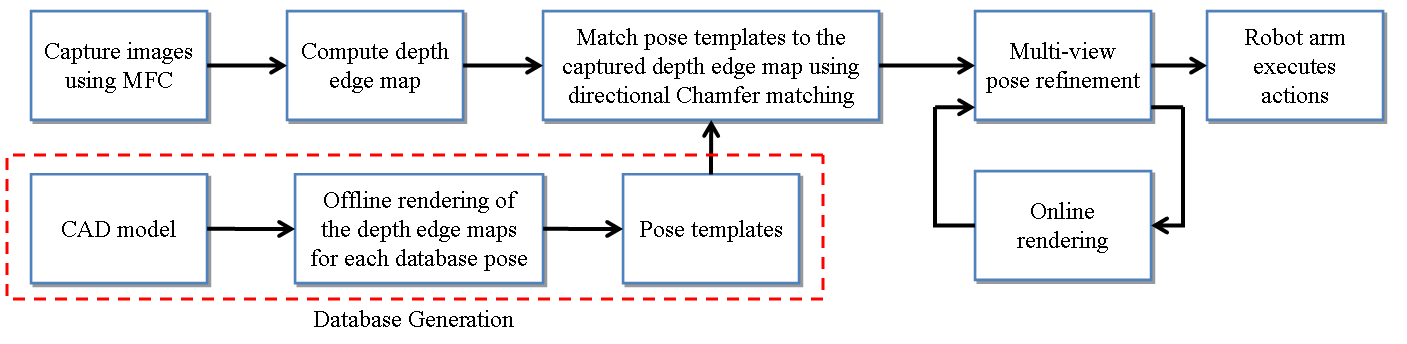 Capture images
using MFC
Compute depth
edge map
Match pose templates to the
captured depth edge map using
directional Chamfer matching
Multi-view
pose refinement
Robot arm
executes
actions
CAD model
Offline rendering of
the depth edge maps
for each database pose
Pose templates
Online
rendering
Database Generation